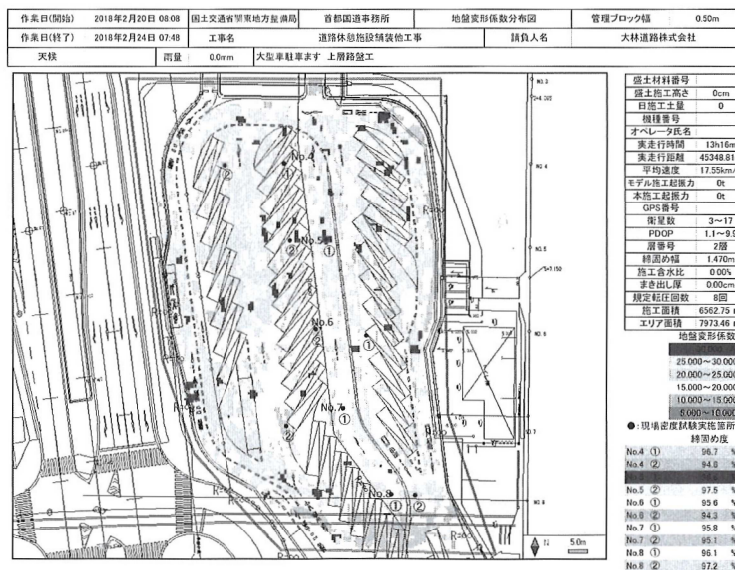 作業日(開始) 2018年2月20日 08:08 国土交通省関東地方整備局 首都国道事務所 地盤変形係数分布図 管理ブロック幅 0.50m
作業日(終了) 2018年2月24日 07:48 工事名 道路休憩施設舗装他工事 請負人名 大林道路株式会社
天候 雨量 0.0mm 大型車駐車ます 上層路盤工
盛土材料番号
盛土施工高さ 0cm
日施工土量 0
機種番号
オペレータ氏名
実走行時間 13h16m
実走行距離 45348.81
平均速度 17.55km/
モデル施工起振力 0t
本施工起振力 0t
GPS番号
衛星数 3～17
PDOP 1.1～9.9
層番号 2層
締固め幅 1.470m
施工含水比 0.00%
まき出し厚 0.00cm
規定転圧回数 8回
施工面積 6562.75
エリア面積 7973.46
地盤変形係数
25.000～30.000
20.000～25.000
15.000～20.000
10.000～15.000
5.000～10.000
●:現場密度試験実施箇所
締固め度
No.4 ① 96.7 %
No.4 ② 94.8 %
No.5 ② 97.5 %
No.6 ① 95.6 %
No.6 ② 94.3 %
No.7 ① 95.8 %
No.7 ② 95.1 %
No.8 ① 96.1 %
No.8 ② 97.2 %
No.4
②
①
No.5
②
①
No.6
②
①
No.7
①
②
No.8
①
②
N
5.0m